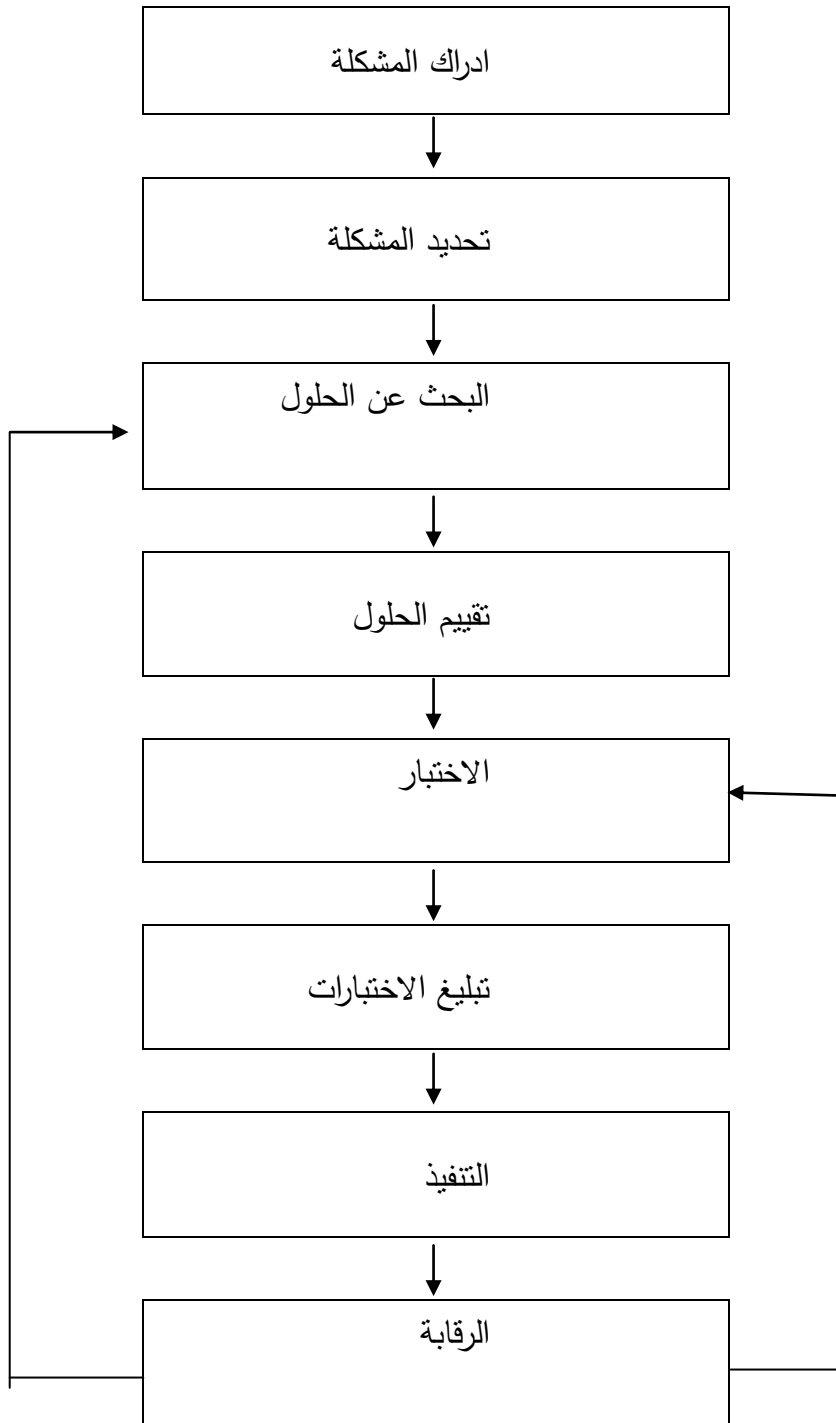 ادراك المشكلة
تحديد المشكلة
البحث عن الحلول
تقييم الحلول
الاختبار
تبليغ الاختبارات
التنفيذ
الرقابة